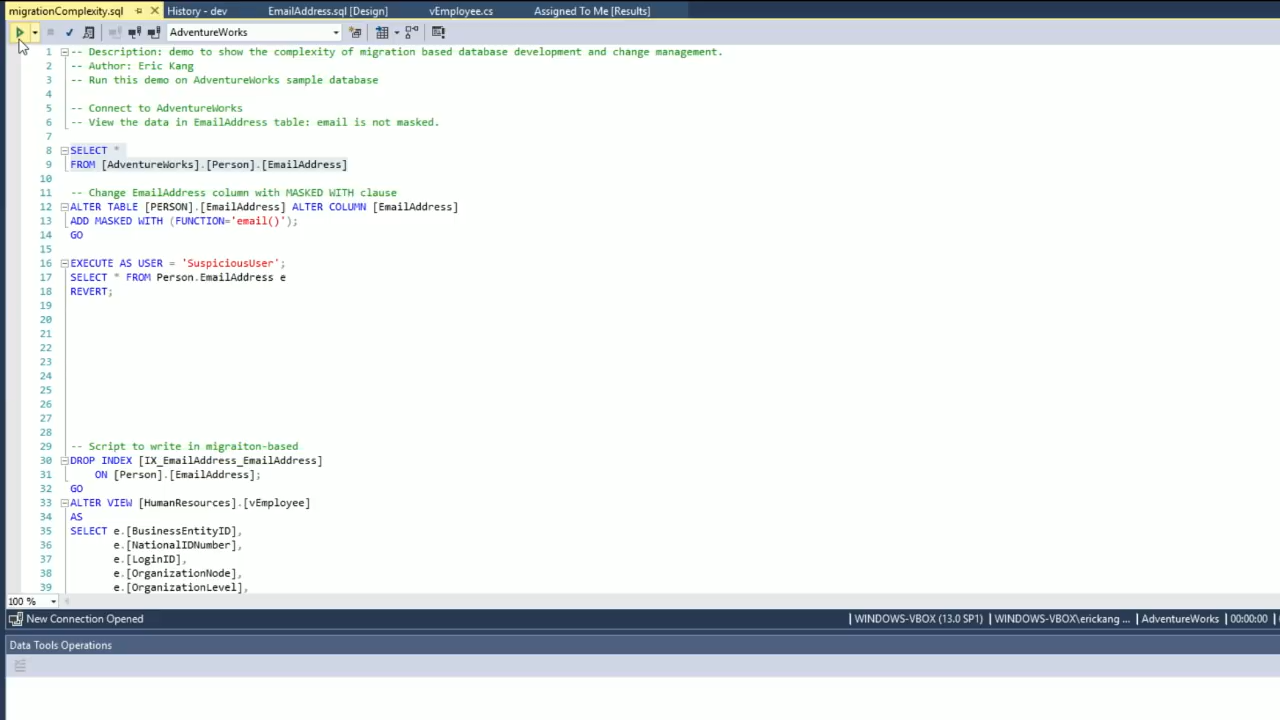 migrationComplexity.sql History - dev EmailAddress.sql [Design] vEmployee.cs Assigned To Me [Results]
AdventureWorks
1 -- Description: demo to show the complexity of migration based database development and change management.
2 -- Author: Eric Kang
3 -- Run this demo on AdventureWorks sample database
4
5 -- Connect to AdventureWorks
6 -- View the data in EmailAddress table: email is not masked.
7
8 SELECT *
9 FROM [AdventureWorks].[Person].[EmailAddress]
10
11 -- Change EmailAddress column with MASKED WITH clause
12 ALTER TABLE [PERSON].[EmailAddress] ALTER COLUMN [EmailAddress]
13 ADD MASKED WITH (FUNCTION='email()');
14 GO
15
16 EXECUTE AS USER = 'SuspiciousUser';
17 SELECT * FROM Person.EmailAddress e
18 REVERT;
19
20
21
22
23
24
25
26
27
28
29 -- Script to write in migraiton-based
30 DROP INDEX [IX_EmailAddress_EmailAddress]
31 ON [Person].[EmailAddress];
32 GO
33 ALTER VIEW [HumanResources].[vEmployee]
34 AS
35 SELECT e.[BusinessEntityID],
36 e.[NationalIDNumber],
37 e.[LoginID],
38 e.[OrganizationNode],
39 e.[OrganizationLevel],
100 %
New Connection Opened WINDOWS-VBOX (13.0 SP1) WINDOWS-VBOX\erickang ... AdventureWorks 00:00:00
Data Tools Operations